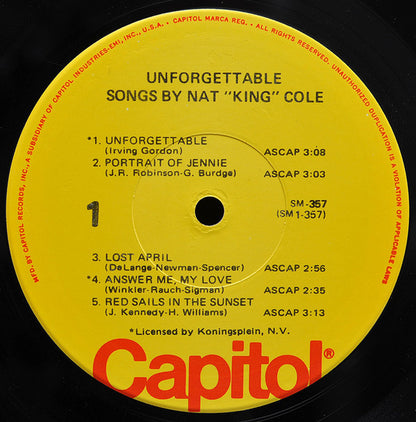 MFD. BY CAPITOL RECORDS, INC., A SUBSIDIARY OF CAPITOL INDUSTRIES-EMI, INC., U.S.A. • CAPITOL MARCA REG. • ALL RIGHTS RESERVED. UNAUTHORIZED DUPLICATION IS A VIOLATION OF APPLICABLE LAWS
UNFORGETTABLE
SONGS BY NAT "KING" COLE
*1. UNFORGETTABLE
(Irving Gordon) ASCAP 3:08
2. PORTRAIT OF JENNIE
(J.R. Robinson-G. Burdge) ASCAP 3:03
1
SM-357
(SM 1-357)
3. LOST APRIL
(DeLange-Newman-Spencer) ASCAP 2:56
*4. ANSWER ME, MY LOVE
(Winkler-Rauch-Sigman) ASCAP 2:35
5. RED SAILS IN THE SUNSET
(J. Kennedy-H. Williams) ASCAP 3:13
*Licensed by Koningsplein, N.V.
Capitol®